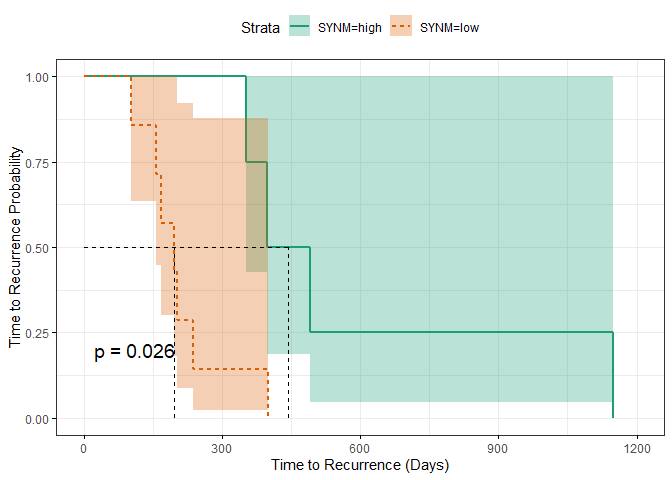 Strata SYNM=high SYNM=low
Time to Recurrence Probability
1.00
0.75
0.50
0.25
0.00
p = 0.026
0 300 600 900 1200
Time to Recurrence (Days)